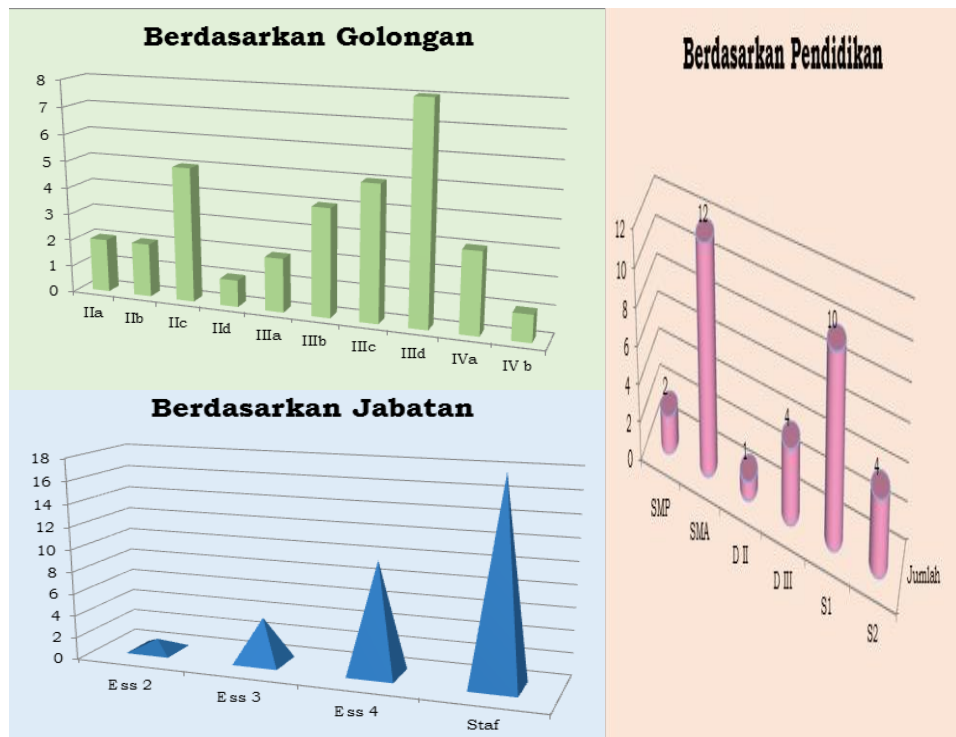 Berdasarkan Golongan
8
7
6
5
4
3
2
1
0
IIa
IIb
IIc
IId
IIIa
IIIb
IIIc
IIId
IVa
IV b
Berdasarkan Jabatan
18
16
14
12
10
8
6
4
2
0
Ess 2
Ess 3
Ess 4
Staf
Berdasarkan Pendidikan
12
10
8
6
4
2
0
2
12
1
4
10
4
SMP
SMA
D II
D III
S1
S2
Jumlah